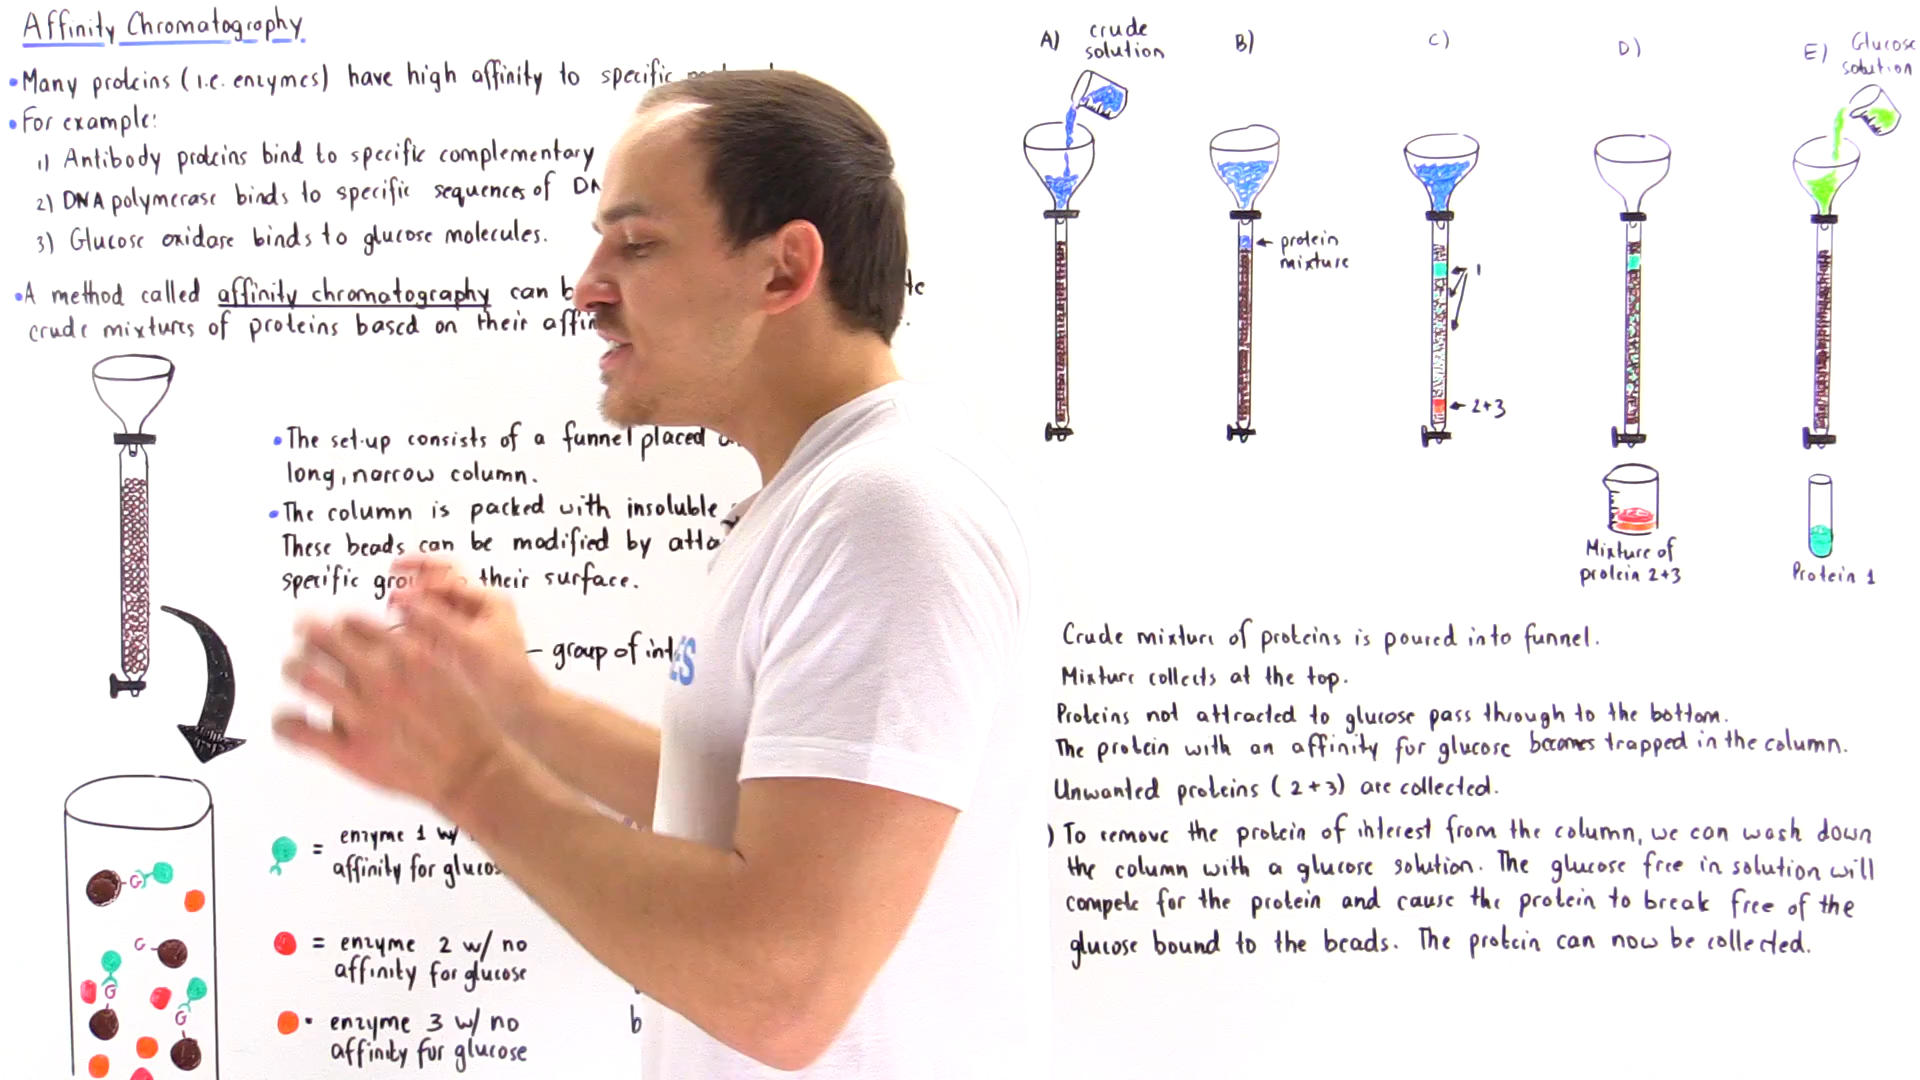 Affinity Chromatography
• Many proteins (i.e. enzymes) have high affinity to specific
• For example:
1) Antibody proteins bind to specific complementary
2) DNA polymerase binds to specific sequences of
3) Glucose oxidase binds to glucose molecules.
• A method called affinity chromatography can
crude mixtures of proteins based on their
• The set-up consists of a funnel placed
long, narrow column.
• The column is packed with insoluble
These beads can be modified by
specific their surface.
group of
= enzyme 1 w/
affinity for
= enzyme 2 w/ no
affinity for glucose
enzyme 3 w/ no
affinity for glucose
G
G
G
G
b
A) crude
solution
B)
C)
D)
E) Glucose
solution
protein
mixture
1
2+3
Mixture of
protein 2+3
Protein 1
Crude mixture of proteins is poured into funnel.
Mixture collects at the top.
Proteins not attracted to glucose pass through to the bottom.
The protein with an affinity for glucose becomes trapped in the column.
Unwanted proteins (2+3) are collected.
) To remove the protein of interest from the column, we can wash down
the column with a glucose solution. The glucose free in solution will
compete for the protein and cause the protein to break free of the
glucose bound to the beads. The protein can now be collected.